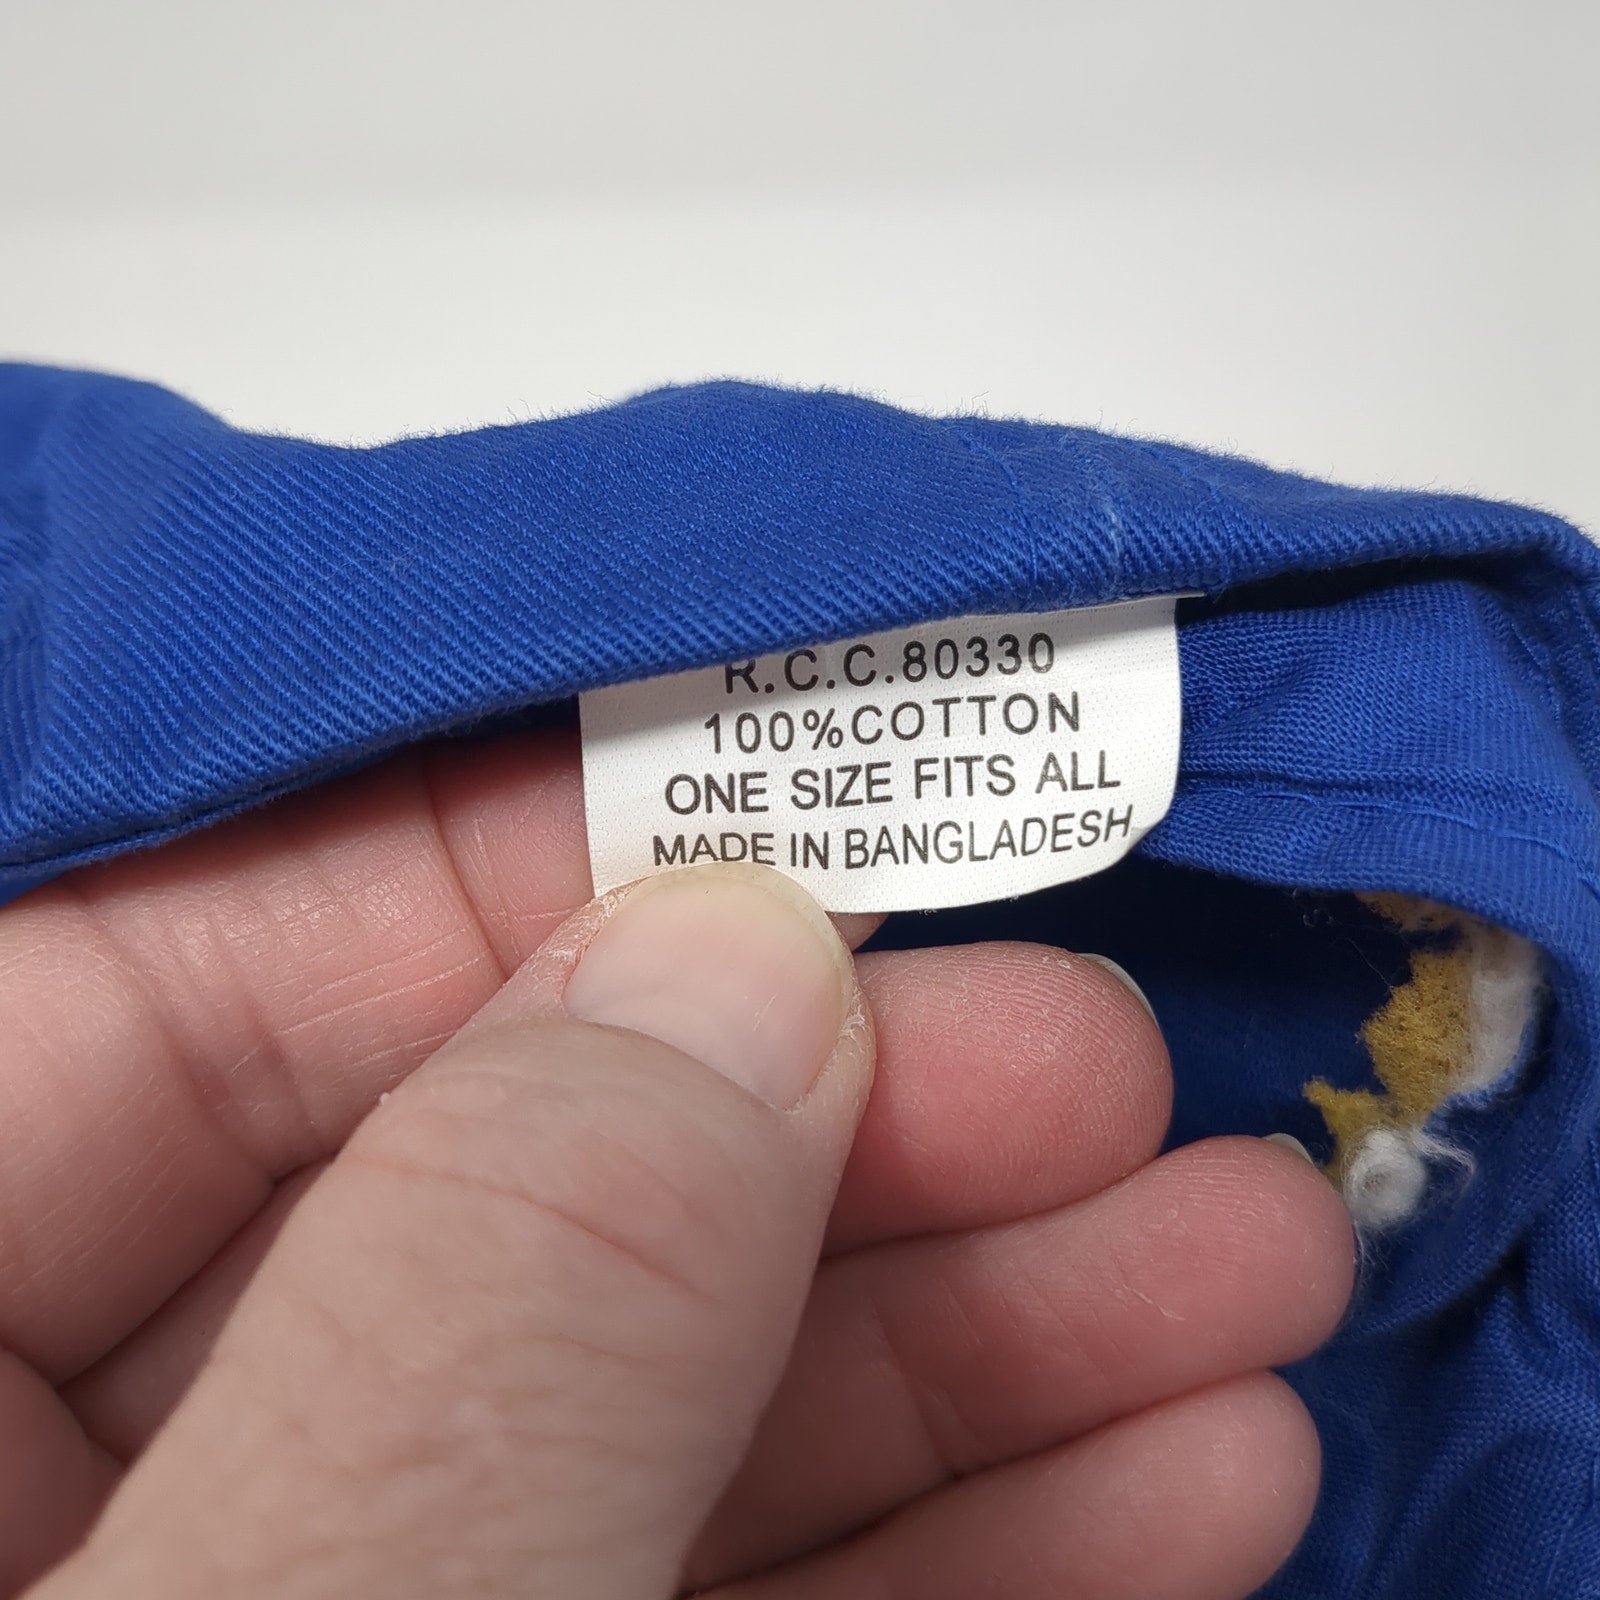 R.C.C.80330
100%COTTON
ONE SIZE FITS ALL
MADE IN BANGLADESH